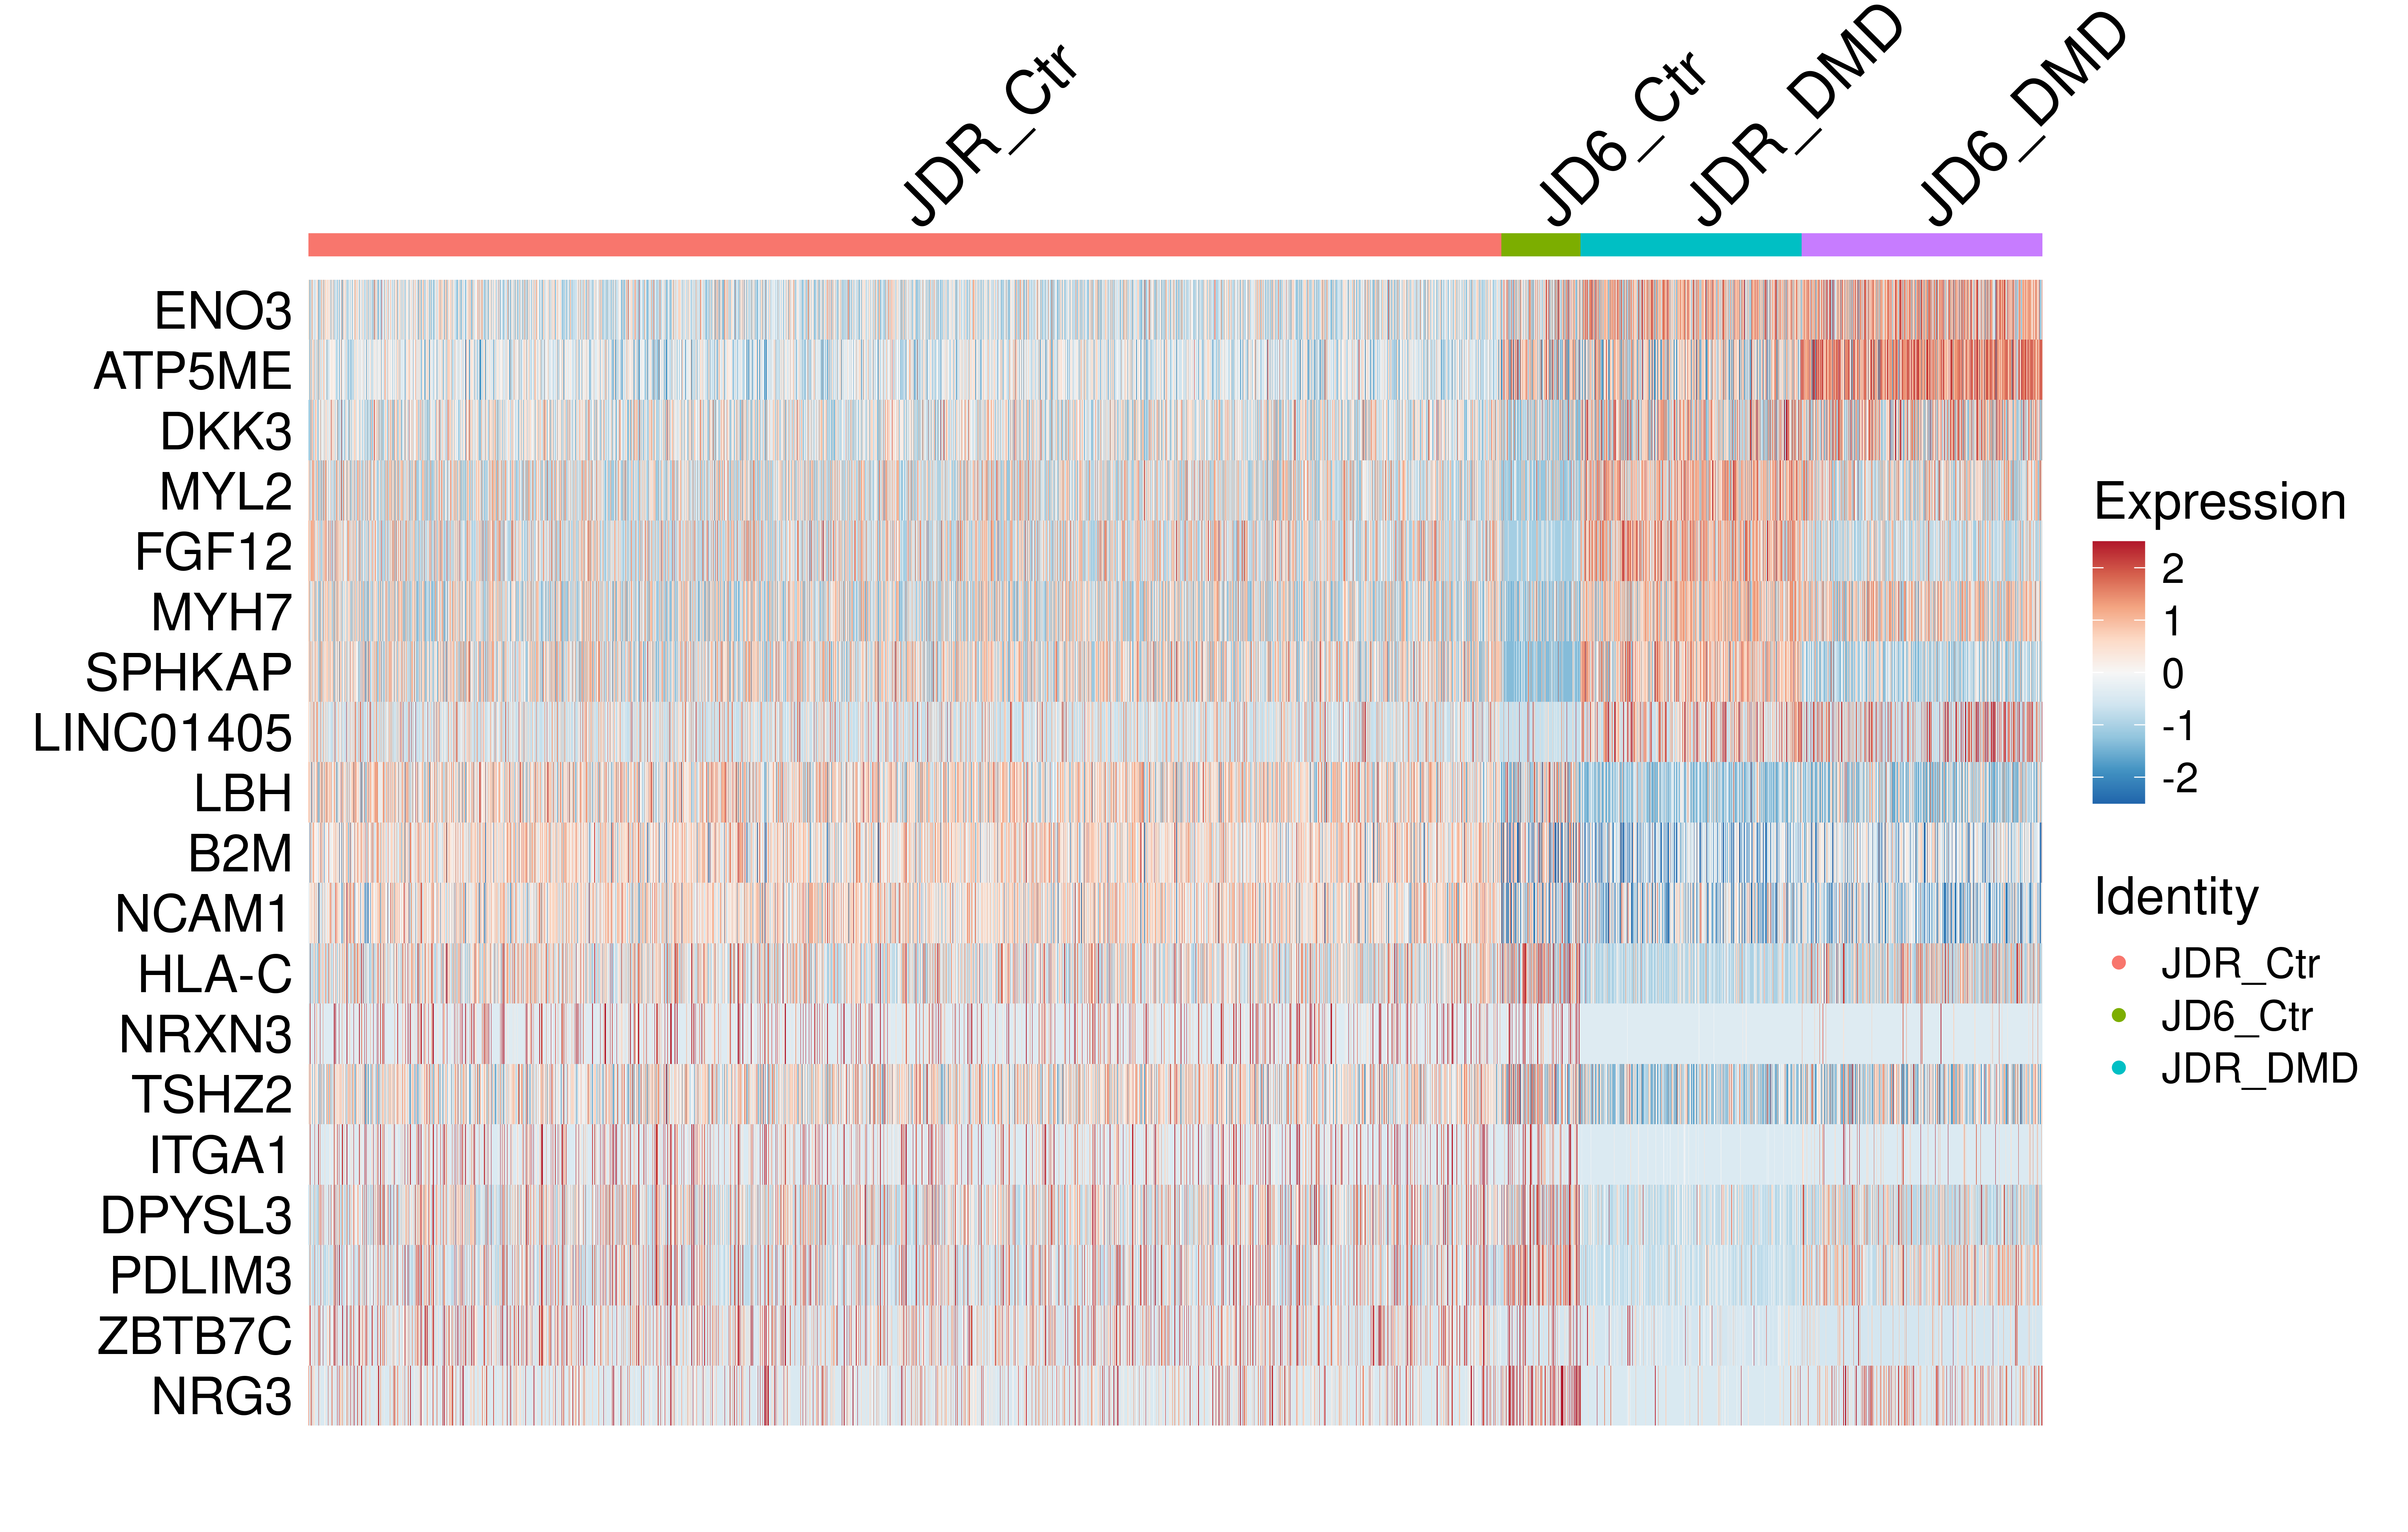 JDR_Ctr
JD6_Ctr
JDR_DMD
JD6_DMD
ENO3
ATP5ME
DKK3
MYL2
FGF12
MYH7
SPHKAP
LINC01405
LBH
B2M
NCAM1
HLA-C
NRXN3
TSHZ2
ITGA1
DPYSL3
PDLIM3
ZBTB7C
NRG3
Expression
2
1
0
-1
-2
Identity
JDR_Ctr
JD6_Ctr
JDR_DMD